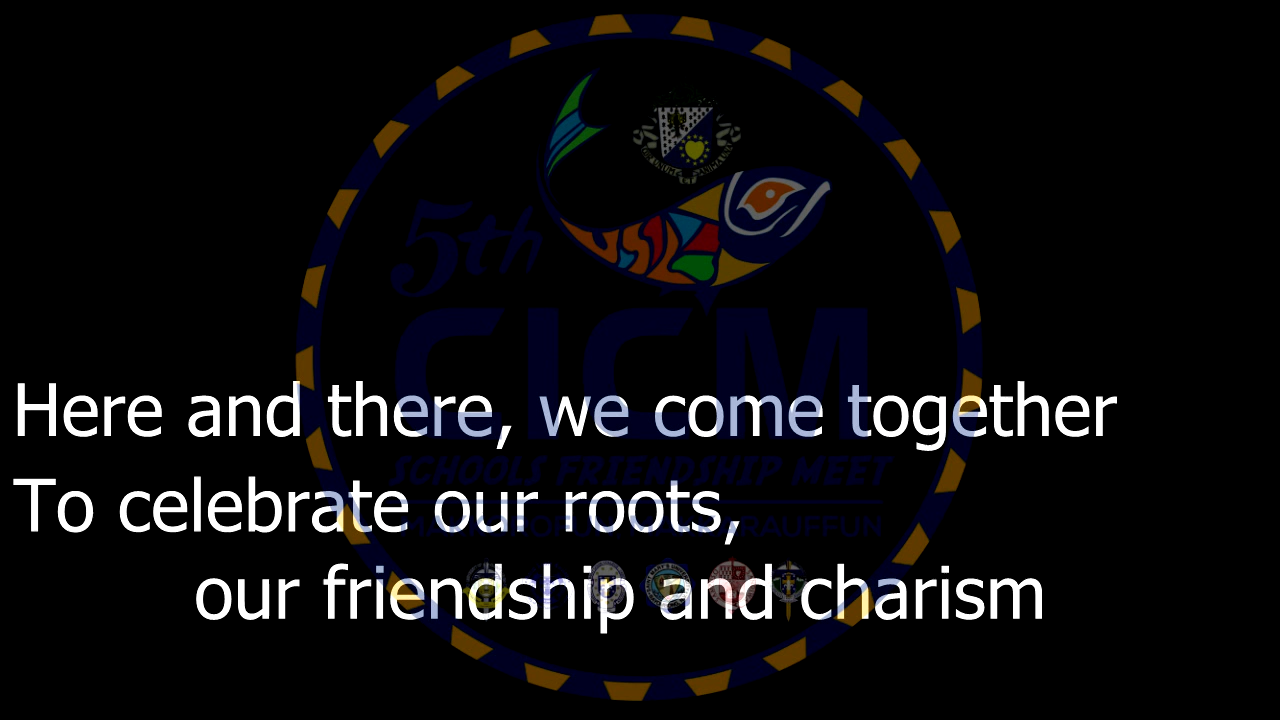 5th
CICM
SCHOOLS FRIENDSHIP MEET
Here and there, we come together
To celebrate our roots,
our friendship and charism